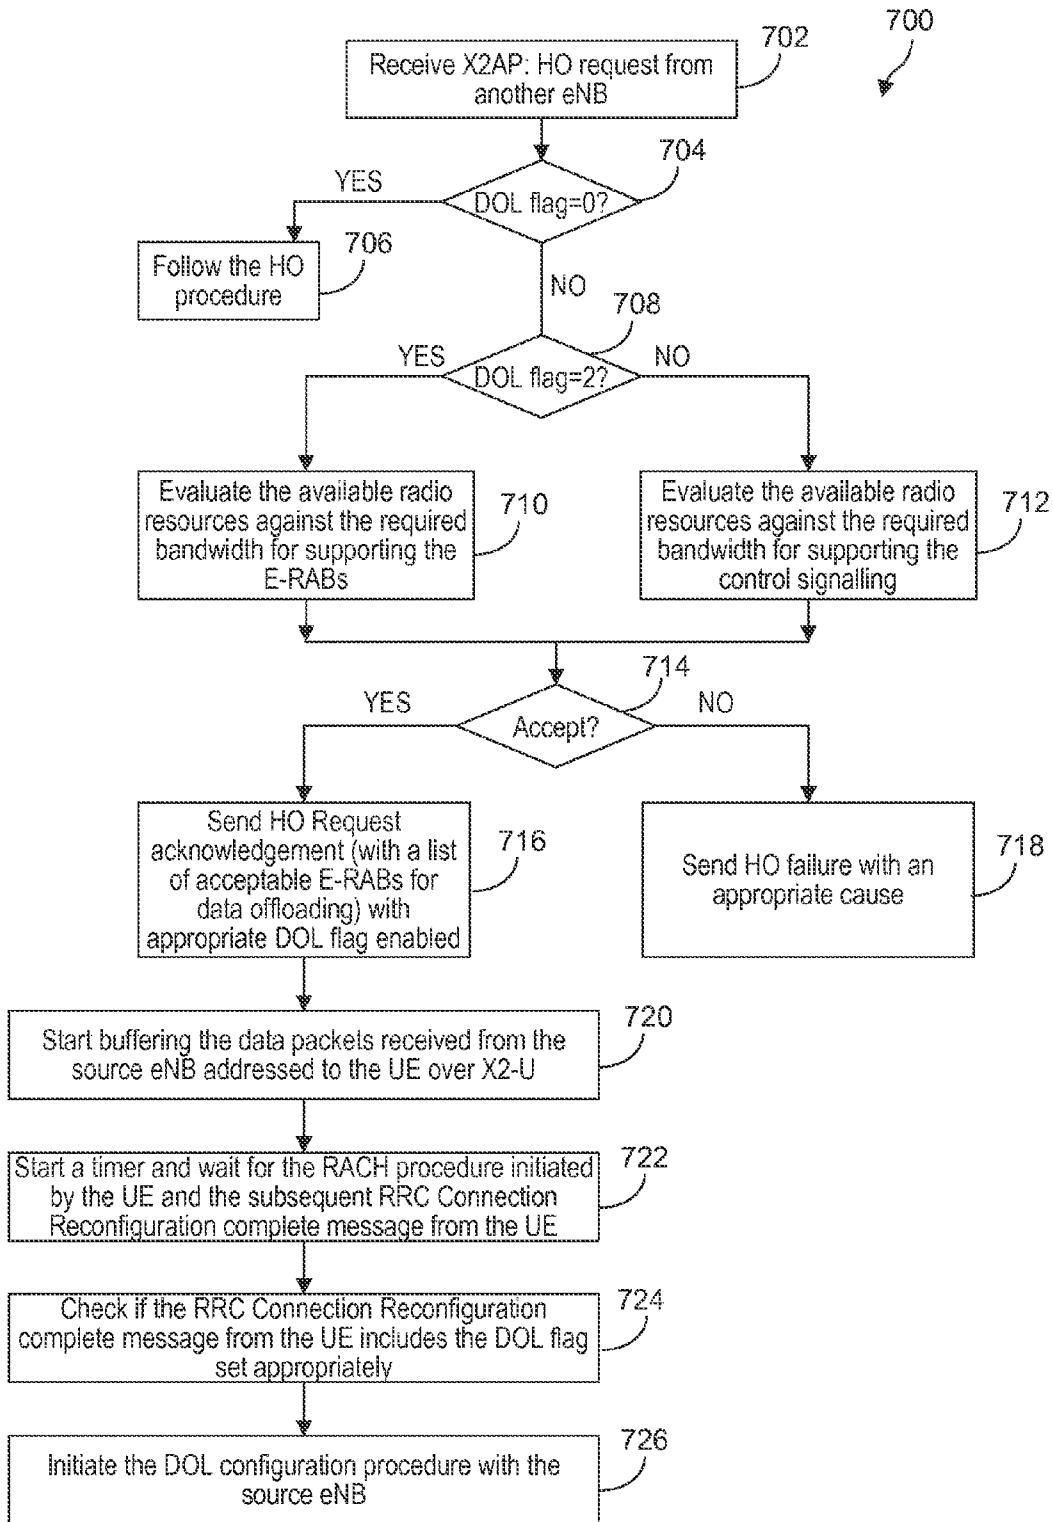 700
702
Receive X2AP: HO request from
another eNB
704
DOL flag=0?
YES
NO
706
Follow the HO
procedure
708
DOL flag=2?
YES
NO
Evaluate the available radio
resources against the required
bandwidth for supporting the
E-RABs
710
Evaluate the available radio
resources against the required
bandwidth for supporting the
control signalling
712
714
Accept?
YES
NO
Send HO Request
acknowledgement (with a list
of acceptable E-RABs for
data offloading) with
appropriate DOL flag enabled
716
Send HO failure with an
appropriate cause
718
Start buffering the data packets received from the
source eNB addressed to the UE over X2-U
720
Start a timer and wait for the RACH procedure initiated
by the UE and the subsequent RRC Connection
Reconfiguration complete message from the UE
722
Check if the RRC Connection Reconfiguration
complete message from the UE includes the DOL flag
set appropriately
724
Initiate the DOL configuration procedure with the
source eNB
726